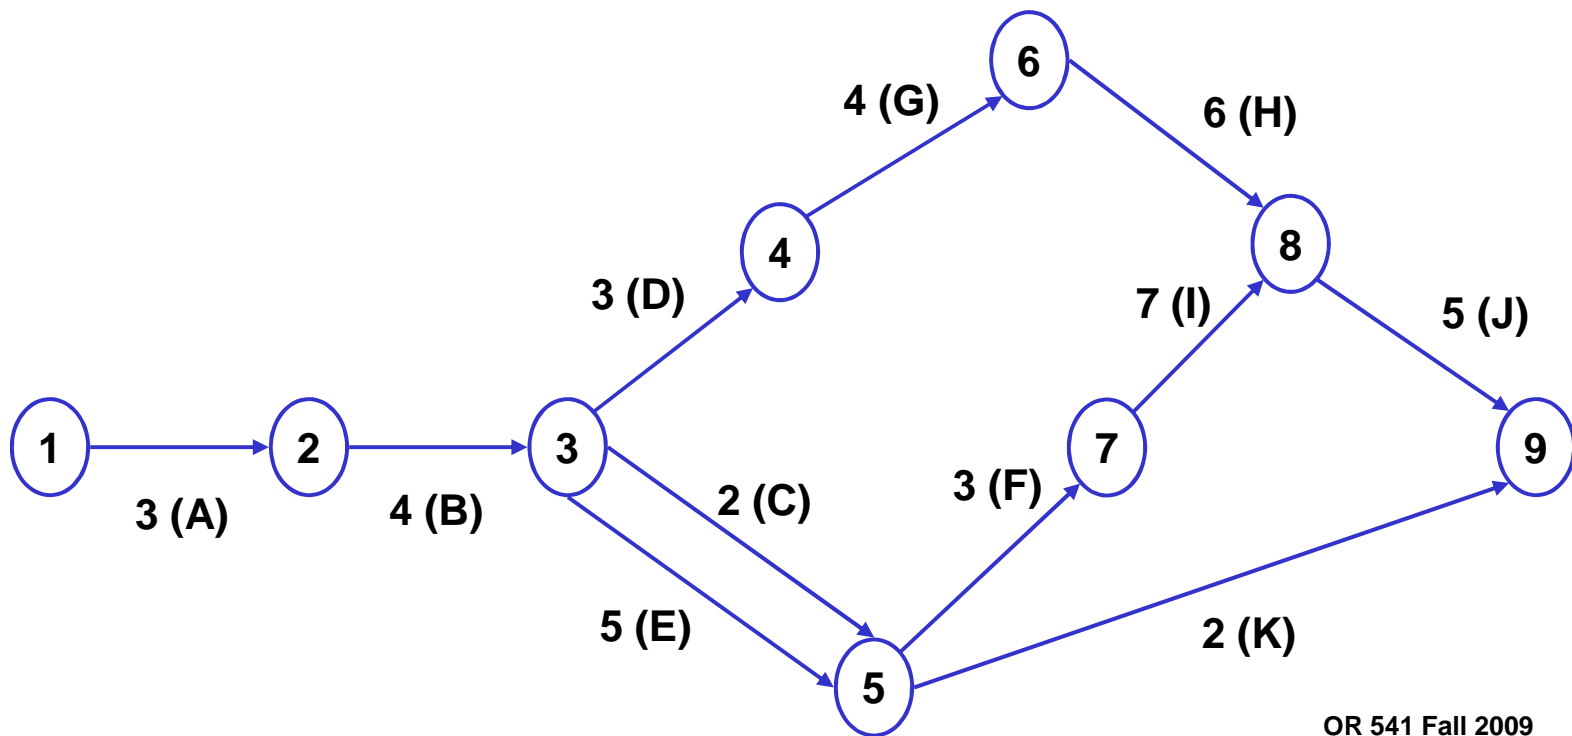 6
4 (G)
6 (H)
4
8
3 (D)
7 (I)
5 (J)
1
2
3
7
9
3 (A)
4 (B)
2 (C)
3 (F)
5 (E)
2 (K)
5
OR 541 Fall 2009